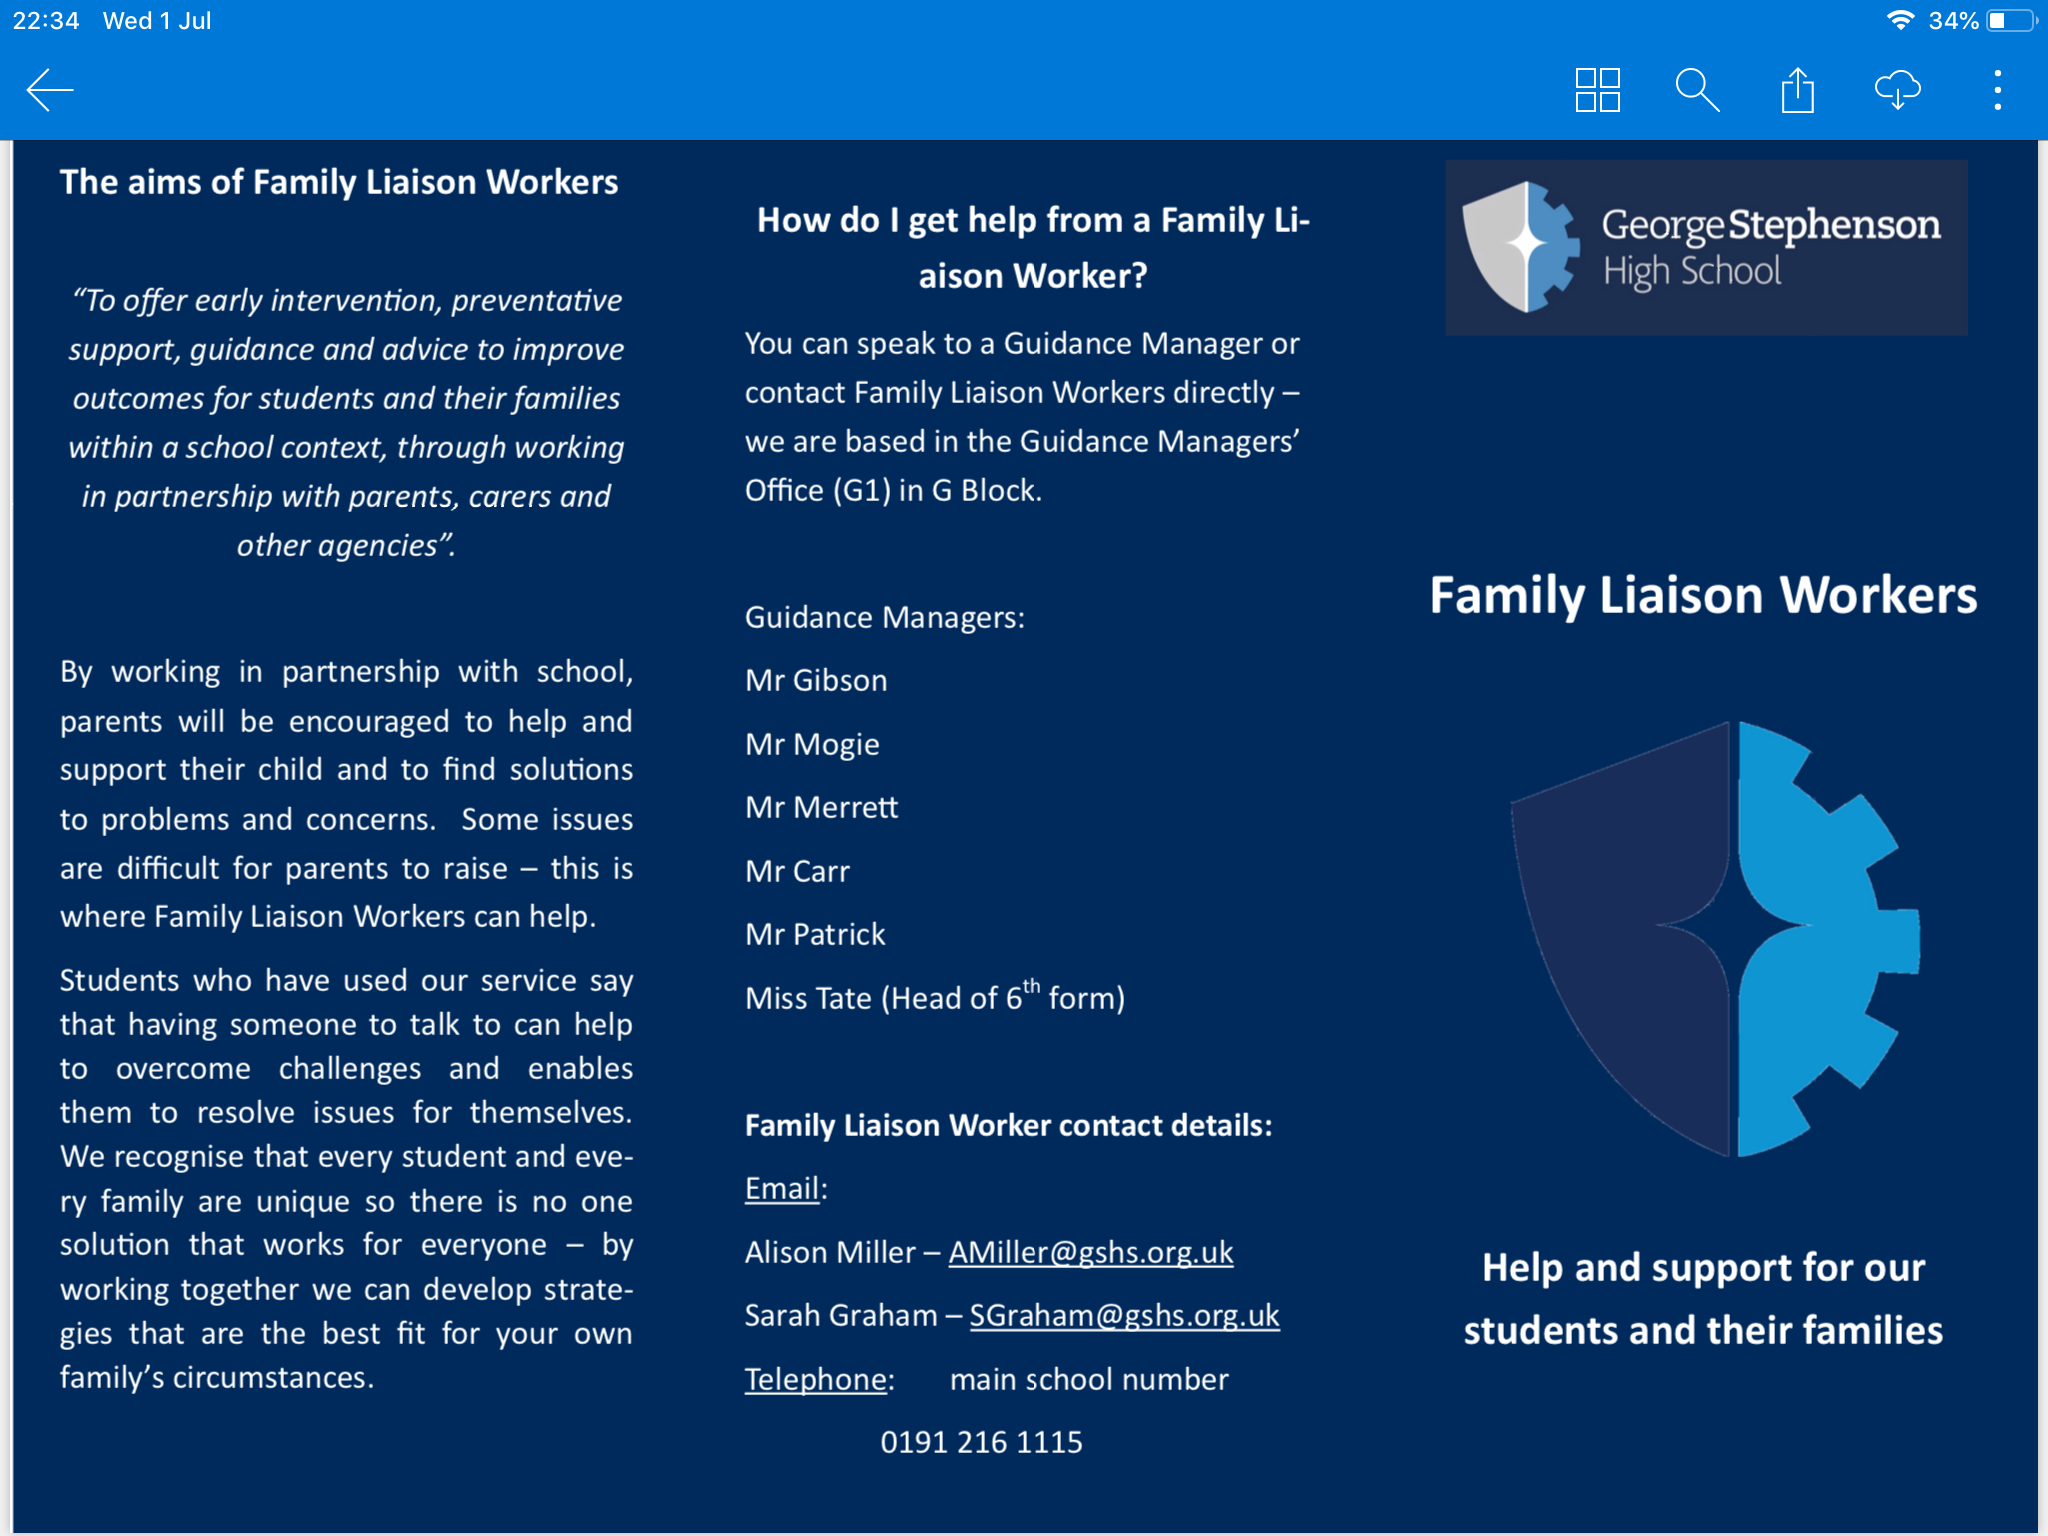 22:34 Wed 1 Jul
34%
The aims of Family Liaison Workers
“To offer early intervention, preventative
support, guidance and advice to improve
outcomes for students and their families
within a school context, through working
in partnership with parents, carers and
other agencies”.
By working in partnership with school,
parents will be encouraged to help and
support their child and to find solutions
to problems and concerns. Some issues
are difficult for parents to raise – this is
where Family Liaison Workers can help.
Students who have used our service say
that having someone to talk to can help
to overcome challenges and enables
them to resolve issues for themselves.
We recognise that every student and eve-
ry family are unique so there is no one
solution that works for everyone – by
working together we can develop strate-
gies that are the best fit for your own
family’s circumstances.
How do I get help from a Family Li-
aison Worker?
You can speak to a Guidance Manager or
contact Family Liaison Workers directly –
we are based in the Guidance Managers’
Office (G1) in G Block.
Guidance Managers:
Mr Gibson
Mr Mogie
Mr Merrett
Mr Carr
Mr Patrick
Miss Tate (Head of 6th form)
Family Liaison Worker contact details:
Email:
Alison Miller – AMiller@gshs.org.uk
Sarah Graham – SGraham@gshs.org.uk
Telephone: main school number
0191 216 1115
George Stephenson
High School
Family Liaison Workers
Help and support for our
students and their families